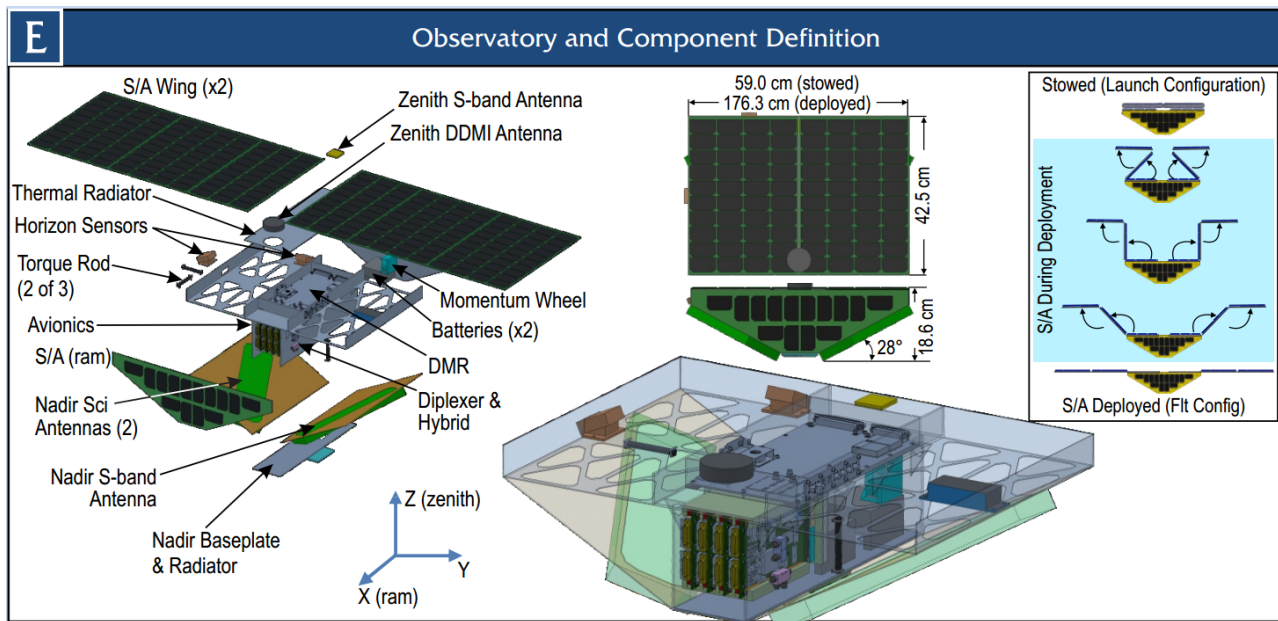 E
Observatory and Component Definition
S/A Wing (x2)
Zenith S-band Antenna
Zenith DDMI Antenna
Thermal Radiator
Horizon Sensors
Torque Rod
(2 of 3)
Avionics
S/A (ram)
Nadir Sci
Antennas (2)
Nadir S-band
Antenna
Nadir Baseplate
& Radiator
Momentum Wheel
Batteries (x2)
DMR
Diplexer &
Hybrid
Z (zenith)
Y
X (ram)
59.0 cm (stowed)
176.3 cm (deployed)
42.5 cm
18.6 cm
28°
Stowed (Launch Configuration)
S/A During Deployment
S/A Deployed (Flt Config)